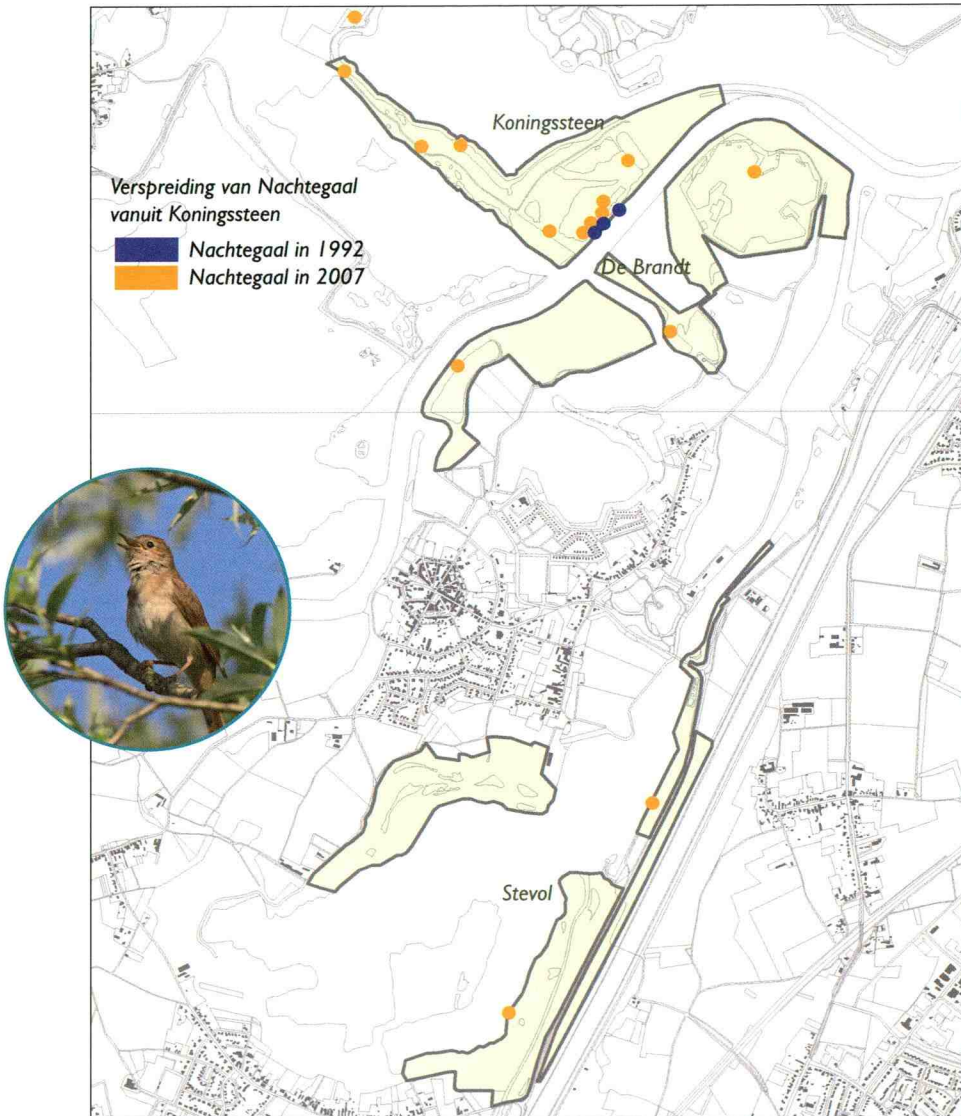 Koningssteen
Verspreiding van Nachtegaal
vanuit Koningssteen
Nachtegaal in 1992
Nachtegaal in 2007
De Brandt
Stevol